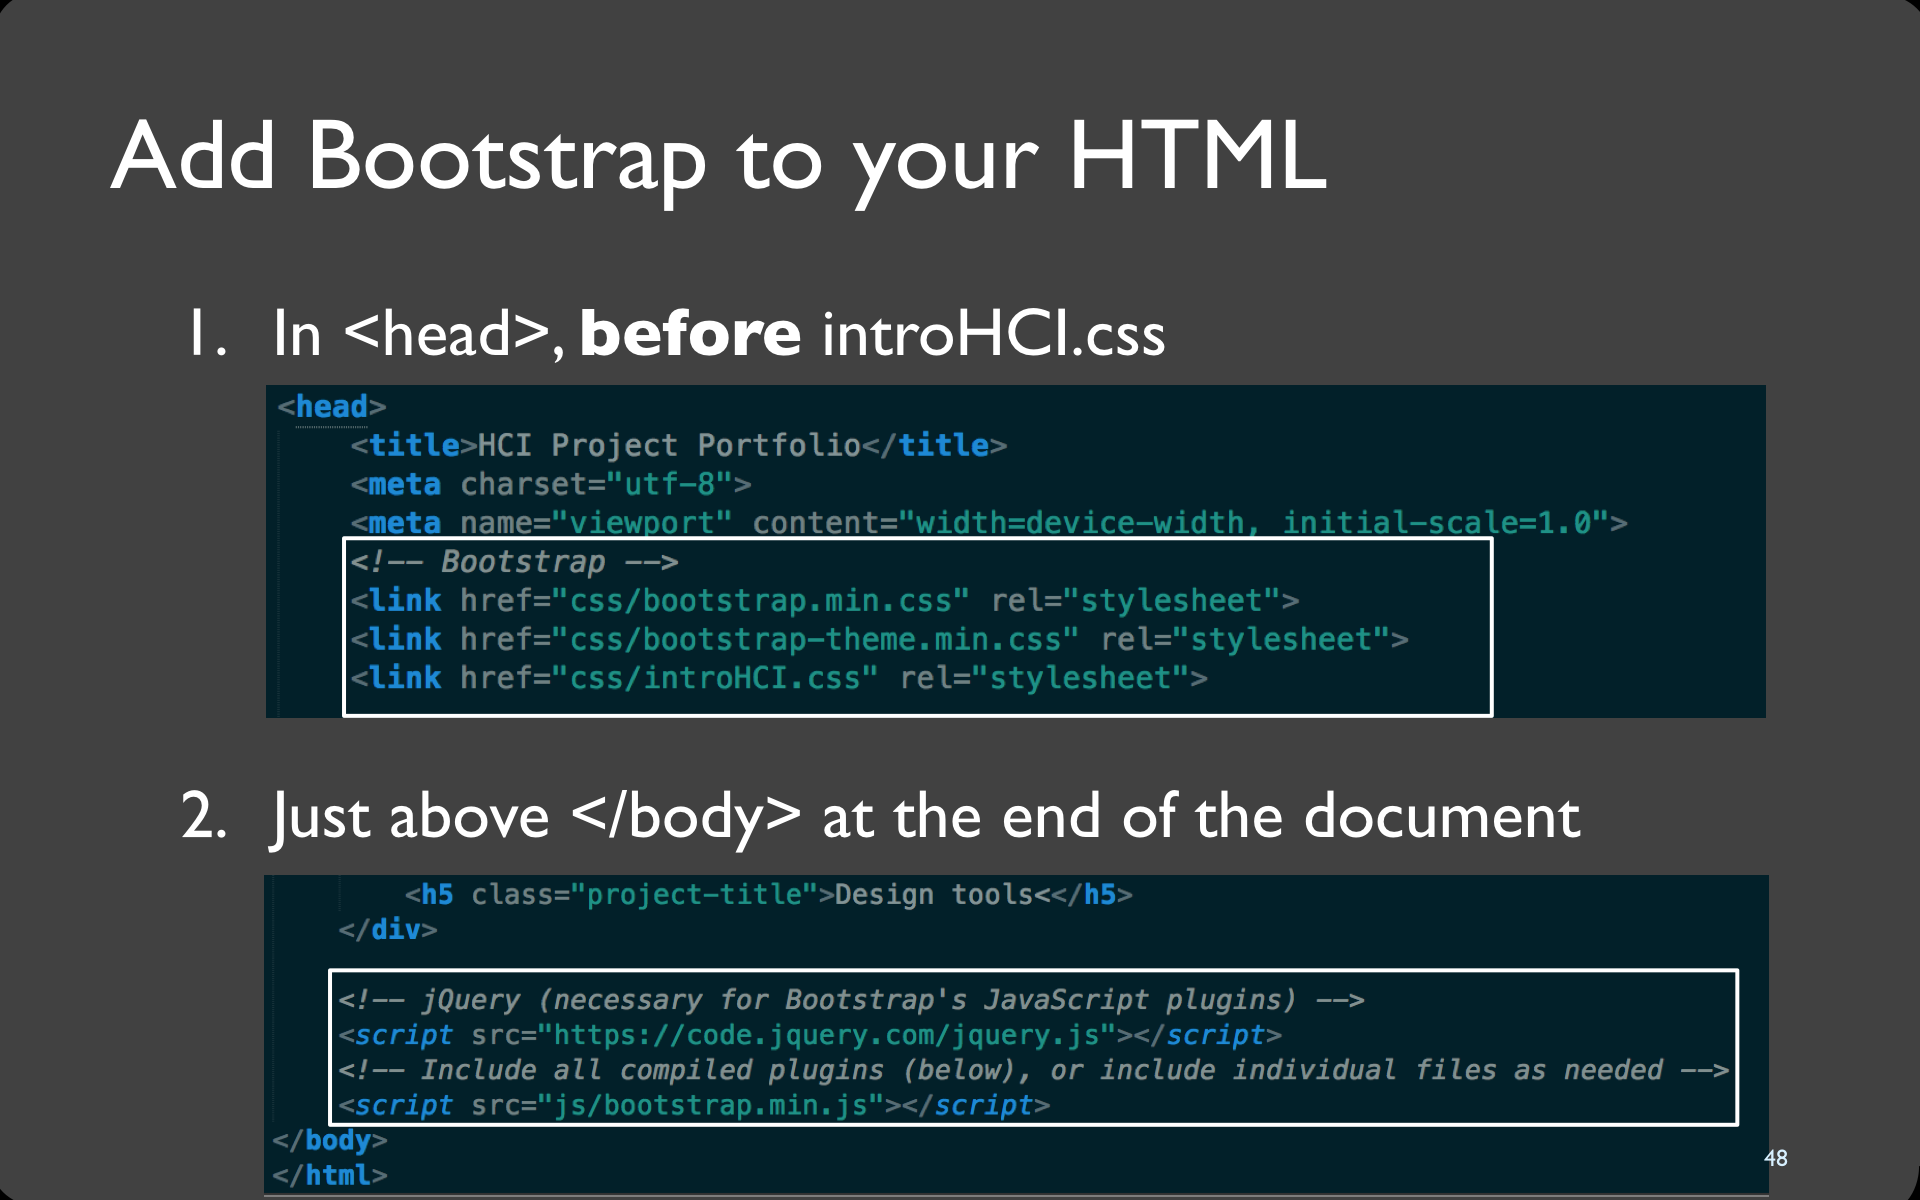 Add Bootstrap to your HTML
1. In <head>, before introHCI.css
<head>
<title>HCI Project Portfolio</title>
<meta charset="utf-8">
<meta name="viewport" content="width=device-width, initial-scale=1.0">
<!-- Bootstrap -->
<link href="css/bootstrap.min.css" rel="stylesheet">
<link href="css/bootstrap-theme.min.css" rel="stylesheet">
<link href="css/introHCI.css" rel="stylesheet">
2. Just above </body> at the end of the document
<h5 class="project-title">Design tools<</h5>
</div>
<!-- jQuery (necessary for Bootstrap's JavaScript plugins) -->
<script src="https://code.jquery.com/jquery.js"></script>
<!-- Include all compiled plugins (below), or include individual files as needed -->
<script src="js/bootstrap.min.js"></script>
</body>
</html>
48